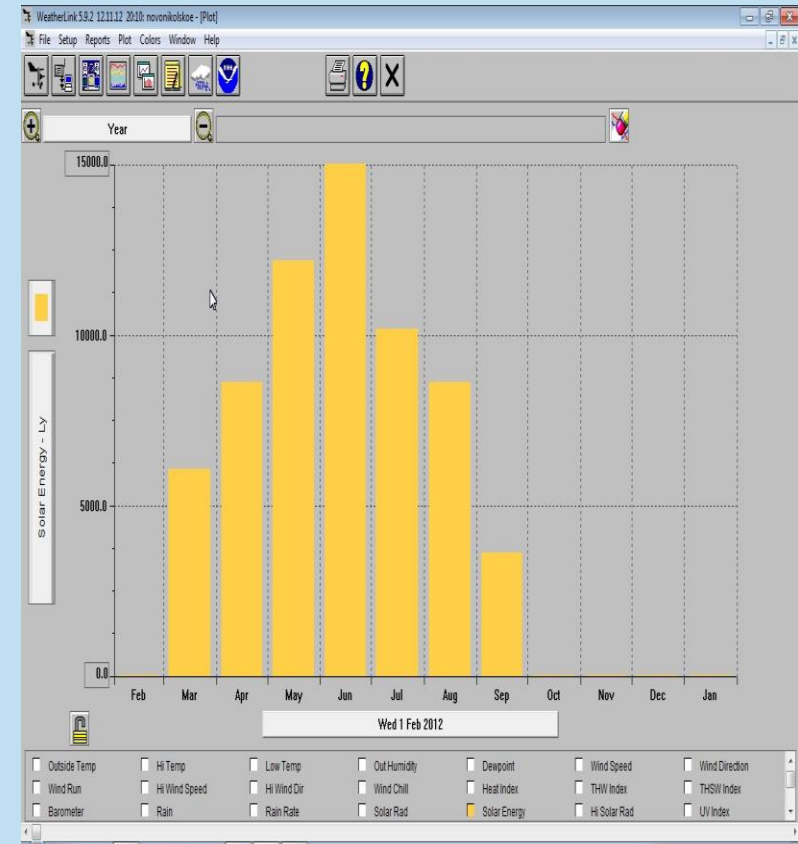 WeatherLink 5.9.2 12.11.12 20:10: novonikolskoe - [Plot]
File Setup Reports Plot Colors Window Help
Year
15000.0
10000.0
5000.0
0.0
Solar Energy - Ly
Feb Mar Apr May Jun Jul Aug Sep Oct Nov Dec Jan
Wed 1 Feb 2012
Outside Temp Hi Temp Low Temp Out Humidity Dewpoint Wind Speed Wind Direction
Wind Run Hi Wind Speed Hi Wind Dir Wind Chill Heat Index THW Index THSW Index
Barometer Rain Rain Rate Solar Rad Solar Energy Hi Solar Rad UV Index